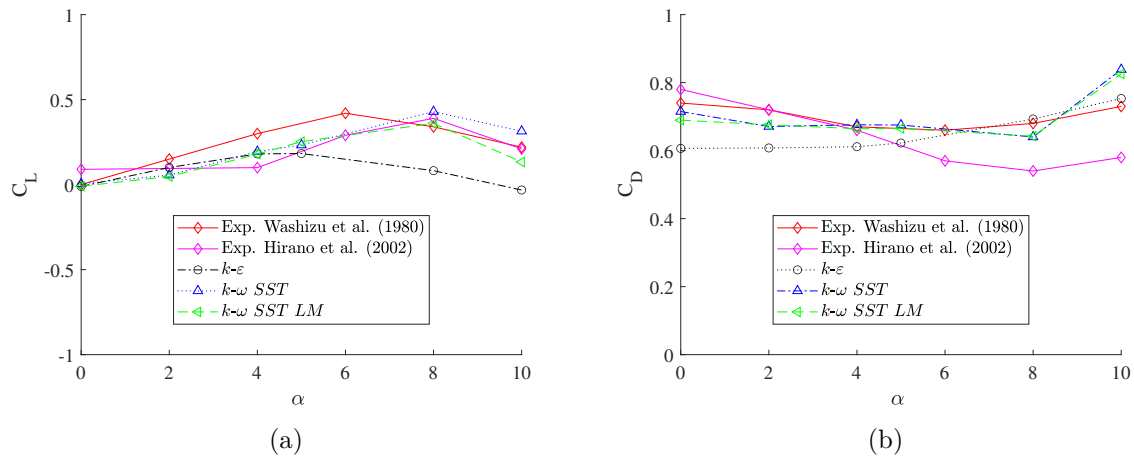 1
0.5
0
-0.5
-1
C_L
0 2 4 6 8 10
α
Exp. Washizu et al. (1980)
Exp. Hirano et al. (2002)
k-ε
k-ω SST
k-ω SST LM
(a)
1
0.8
0.6
0.4
0.2
0
C_D
0 2 4 6 8 10
α
Exp. Washizu et al. (1980)
Exp. Hirano et al. (2002)
k-ε
k-ω SST
k-ω SST LM
(b)